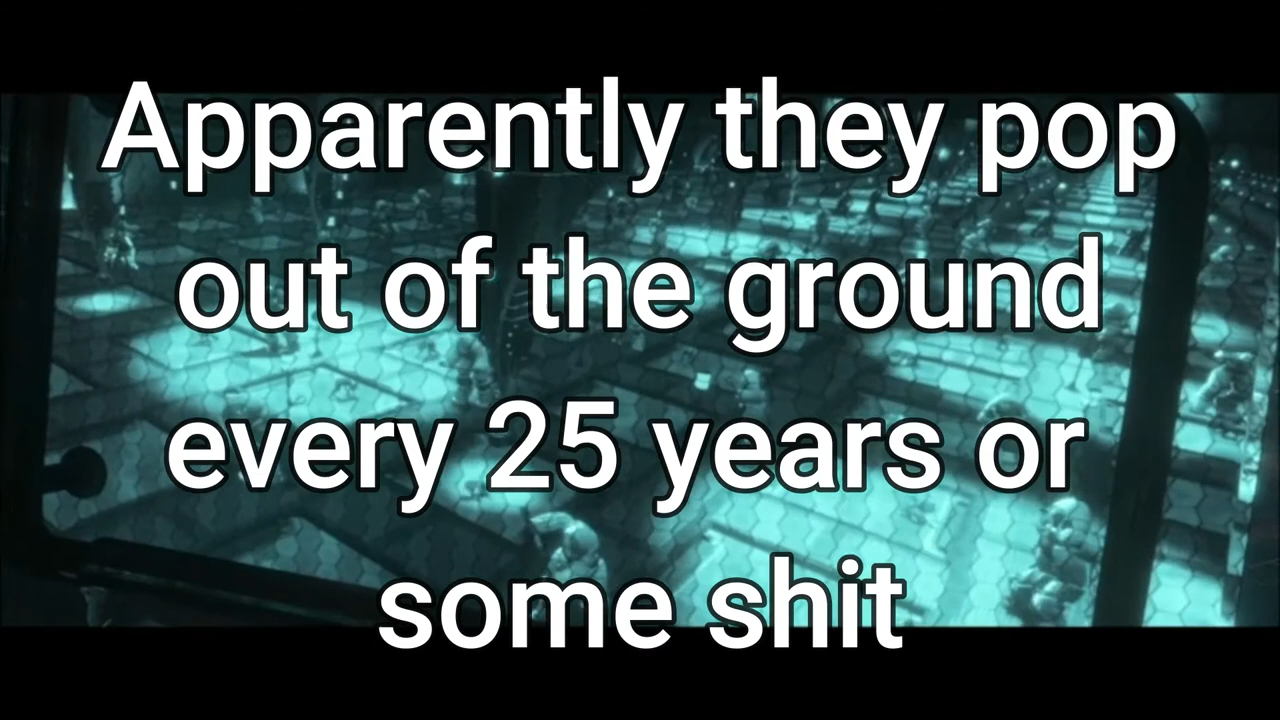 Apparently they pop
out of the ground
every 25 years or
some shit